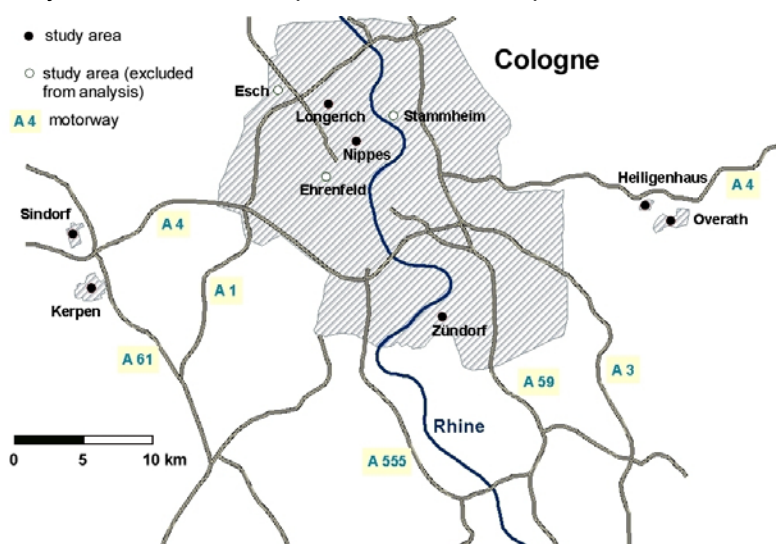 study area
study area (excluded
from analysis)
A 4 motorway
Cologne
Esch
Longerich
Stammheim
Nippes
Ehrenfeld
Heiligenhaus
A 4
Overath
Sindorf
A 4
Kerpen
A 1
Zündorf
A 61
A 59
A 3
Rhine
A 555
0 5 10 km